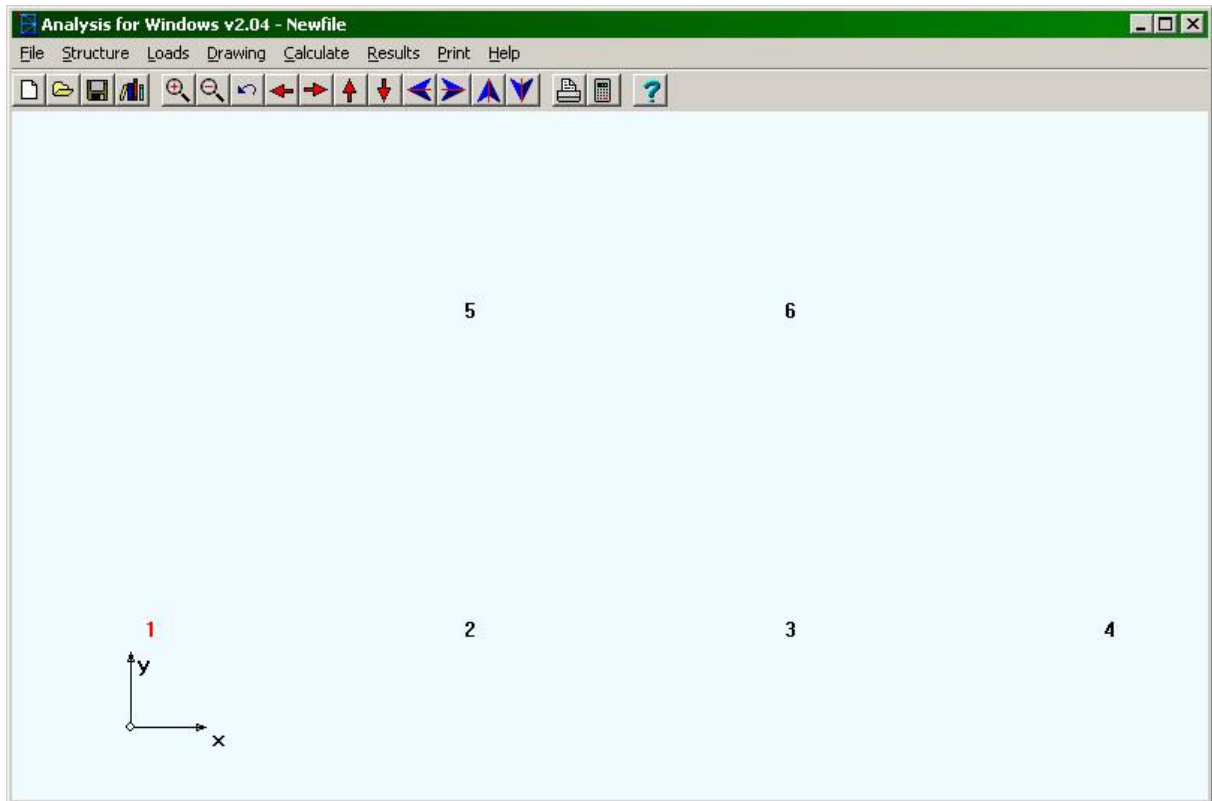 Analysis for Windows v2.04 - Newfile
File Structure Loads Drawing Calculate Results Print Help
?
5 6
1 2 3 4
y
x